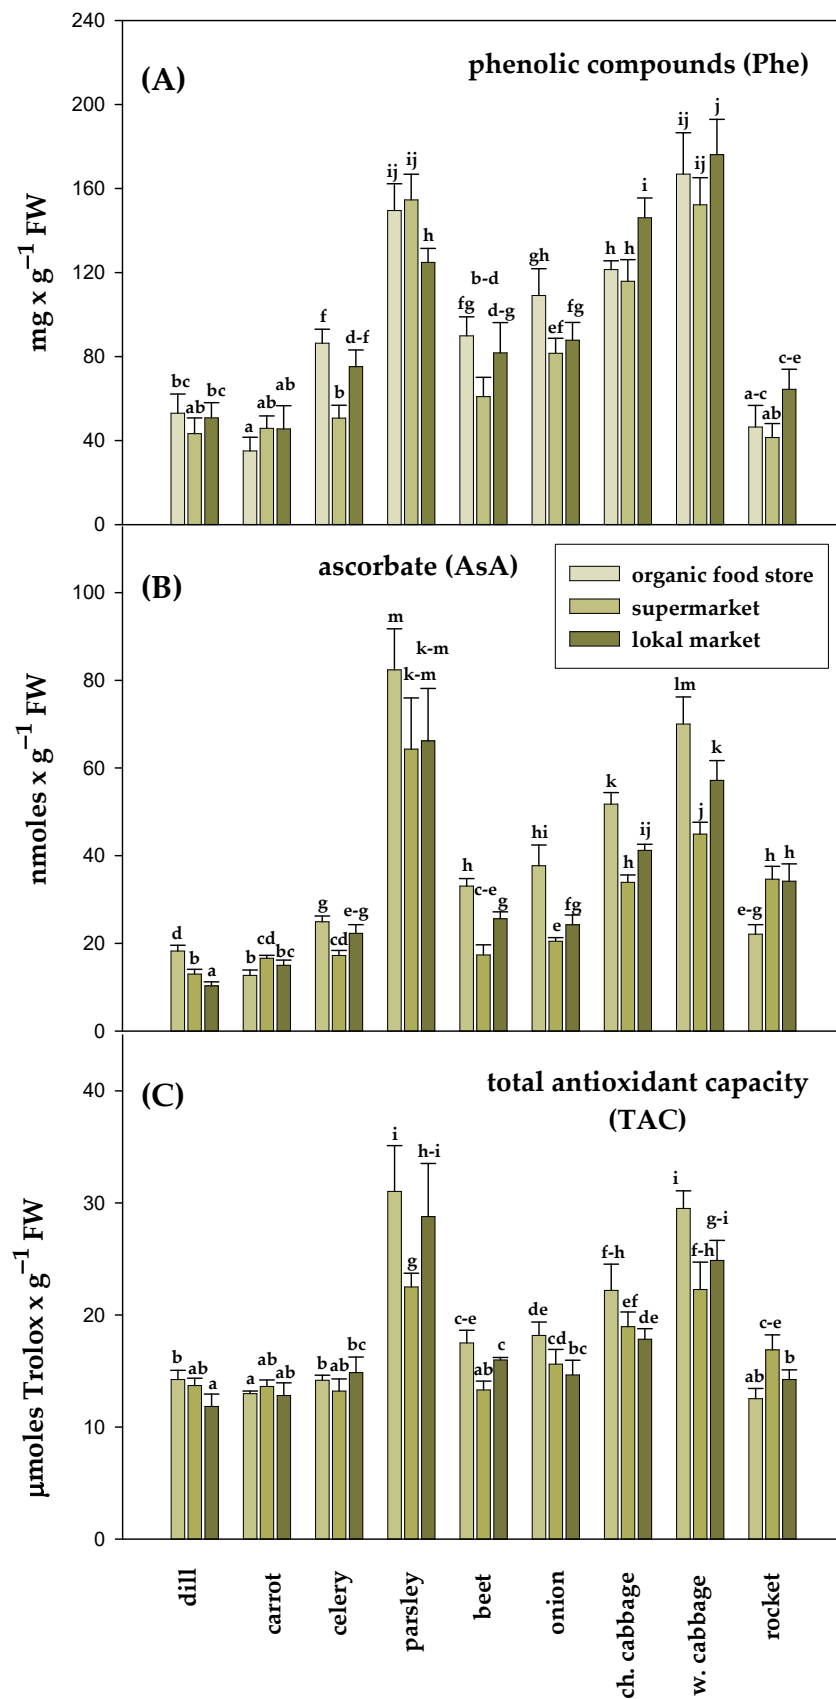 240
(A)
phenolic compounds (Phe)
200
160
120
80
40
0
mg x g⁻¹ FW
bc ab bc
a ab ab
f b d-f
ij ij h
fg b-d d-g
gh ef fg
h h i
ij ij j
a-c ab c-e
(B)
ascorbate (AsA)
organic food store
supermarket
lokal market
100
80
60
40
20
0
nmoles x g⁻¹ FW
d b a
b cd bc
g cd e-g
m k-m k-m
h c-e g
hi e fg
k h ij
lm j k
e-g h h
(C)
total antioxidant capacity
(TAC)
40
30
20
10
0
μmoles Trolox x g⁻¹ FW
b ab a
a ab ab
b ab bc
i g h-i
c-e ab c
de cd bc
f-h ef de
i f-h g-i
ab c-e b
dill
carrot
celery
parsley
beet
onion
ch. cabbage
w. cabbage
rocket